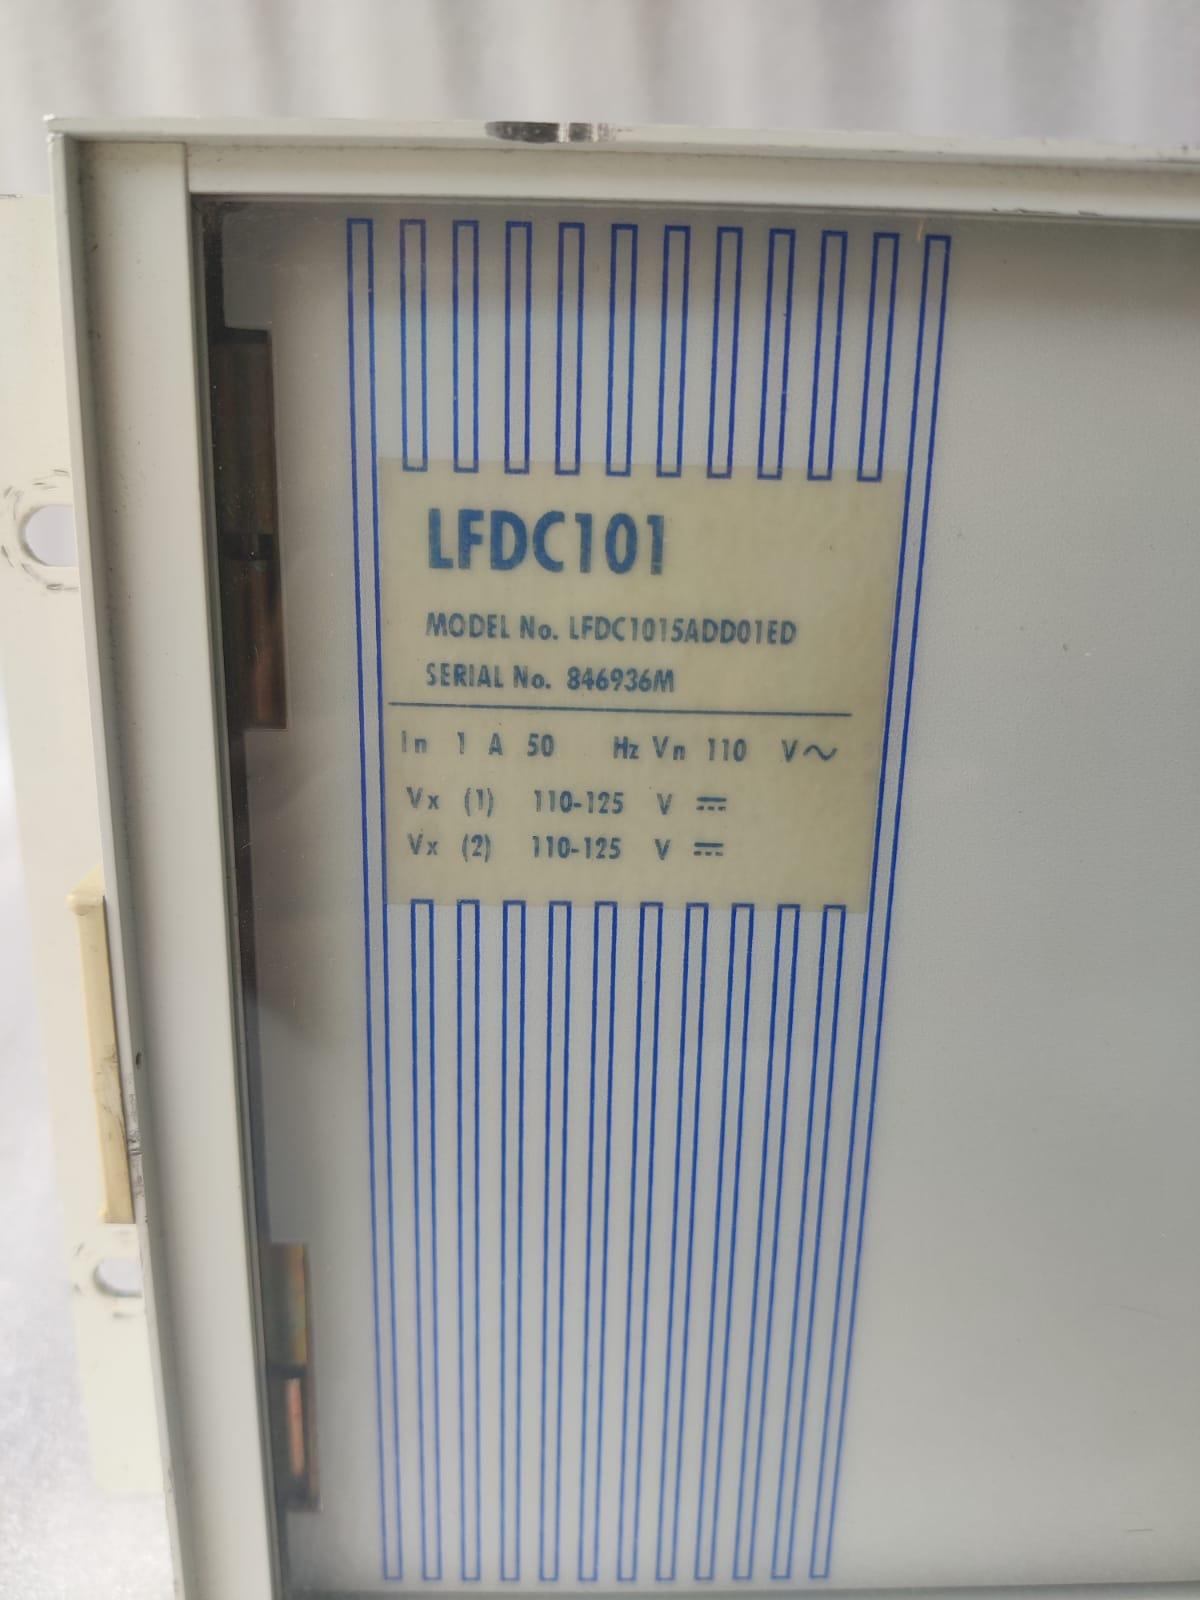 LFDC101
MODEL No. LFDC101SADD01ED
SERIAL No. 846936M
In 1 A 50 Hz Vn 110 V~
Vx (1) 110-125 V ⎓
Vx (2) 110-125 V ⎓